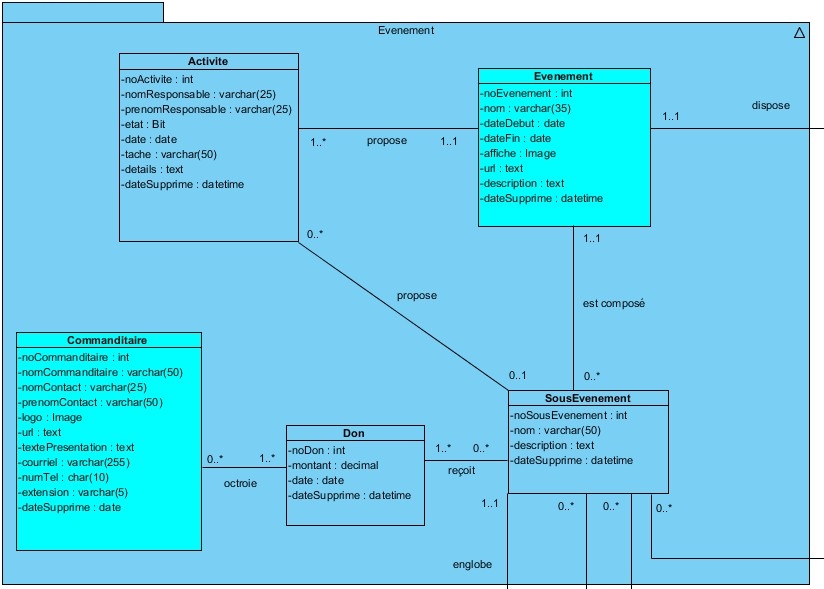 Evenement
Activite
-noActivite : int
-nomResponsable : varchar(25)
-prenomResponsable : varchar(25)
-etat : Bit
-date : date
-tache : varchar(50)
-details : text
-dateSupprime : datetime
Evenement
-noEvenement : int
-nom : varchar(35)
-dateDebut : date
-dateFin : date
-affiche : Image
-url : text
-description : text
-dateSupprime : datetime
1..1
dispose
1..*
propose
1..1
0..*
1..1
propose
est composé
0..1
0..*
Commanditaire
-noCommanditaire : int
-nomCommanditaire : varchar(50)
-nomContact : varchar(25)
-prenomContact : varchar(50)
-logo : Image
-url : text
-textePresentation : text
-courriel : varchar(255)
-numTel : char(10)
-extension : varchar(5)
-dateSupprime : date
0..*
octroie
1..*
Don
-noDon : int
-montant : decimal
-date : date
-dateSupprime : datetime
1..*
0..*
reçoit
SousEvenement
-noSousEvenement : int
-nom : varchar(50)
-description : text
-dateSupprime : datetime
1..1
0..*
0..*
0..*
englobe